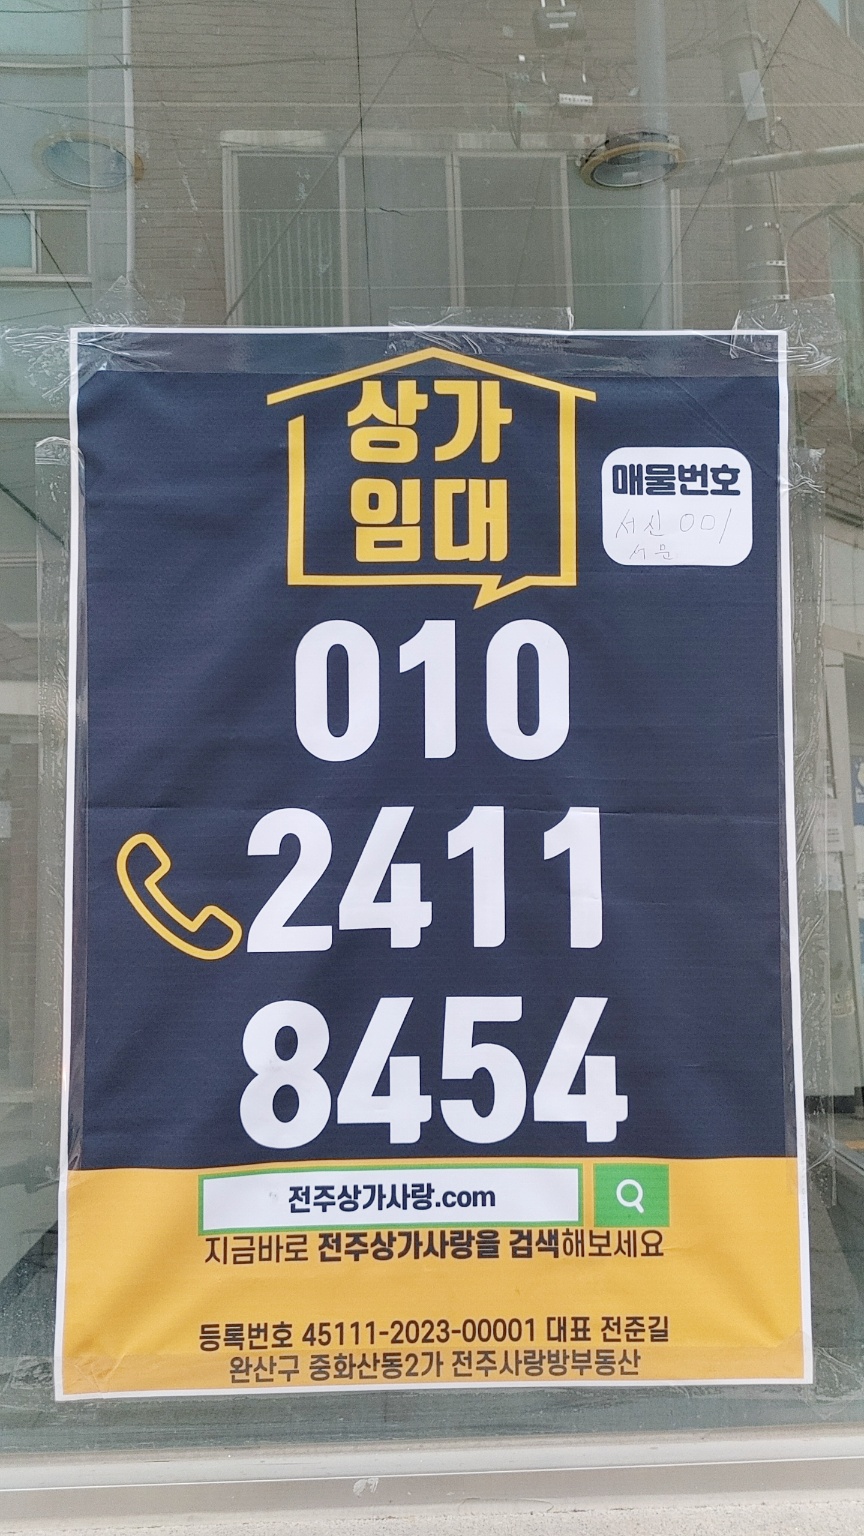 상가
임대
매물번호
서신 001
서문
010
2411
8454
전주상가사랑.com
지금바로 전주상가사랑을 검색해보세요
등록번호 45111-2023-00001 대표 전준길
완산구 중화산동2가 전주사랑방부동산